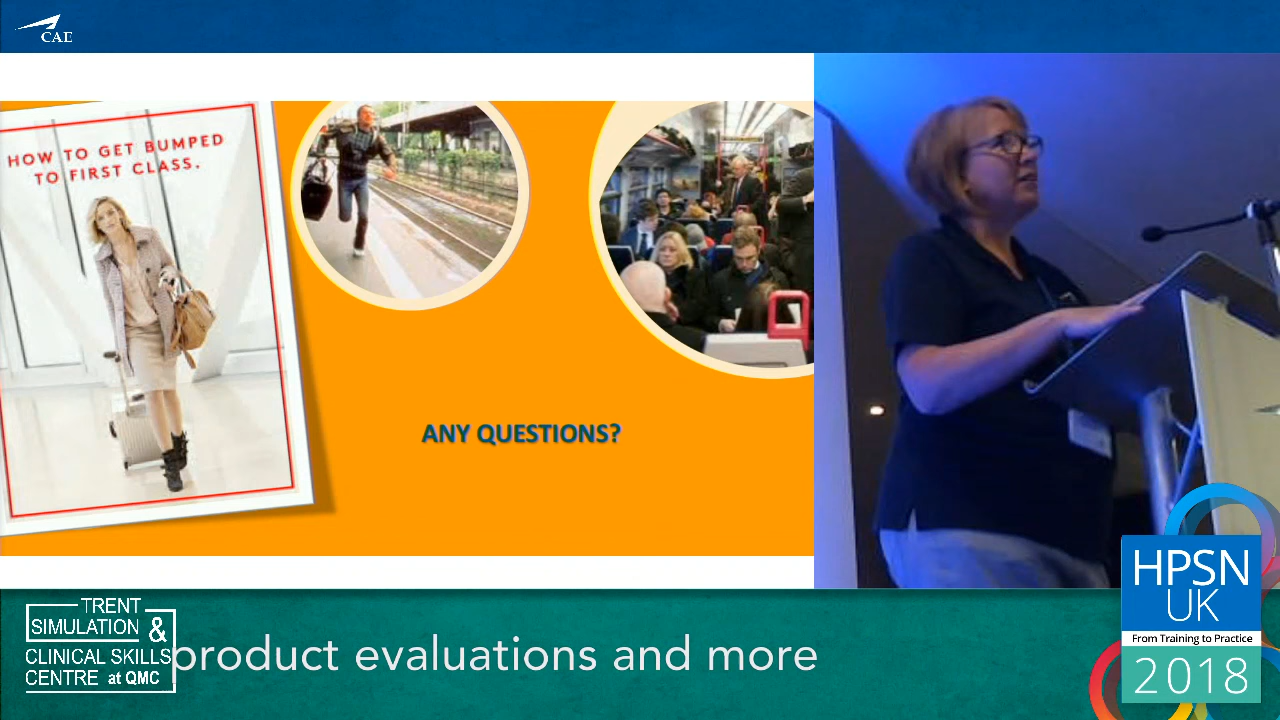 CAE
HOW TO GET BUMPED
TO FIRST CLASS.
ANY QUESTIONS?
TRENT
SIMULATION &
CLINICAL SKILLS
CENTRE at QMC
product evaluations and more
HPSN
UK
From Training to Practice
2018